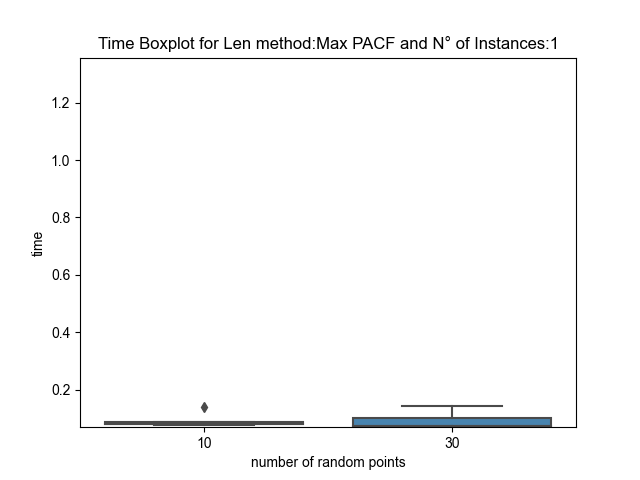 Time Boxplot for Len method:Max PACF and N° of Instances:1
1.2
1.0
0.8
0.6
0.4
0.2
time
10 30
number of random points